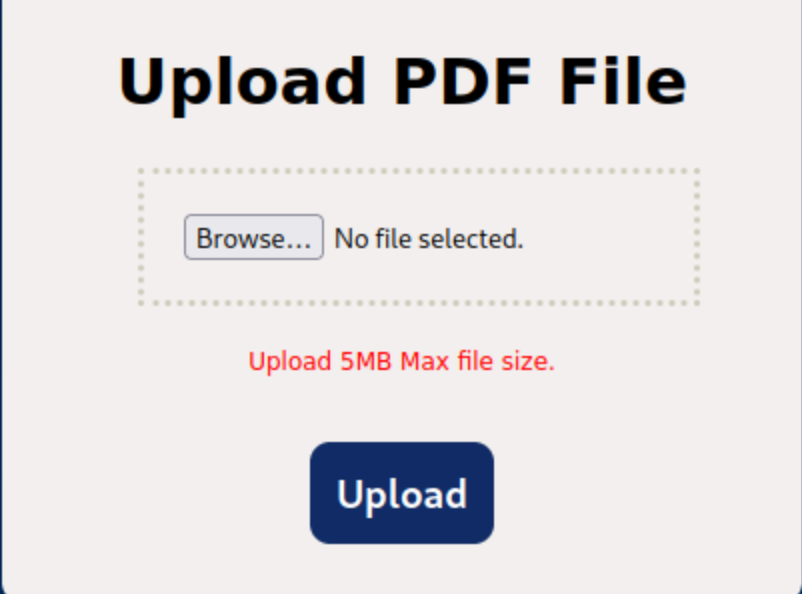 Upload PDF File
Browse... No file selected.
Upload 5MB Max file size.
Upload